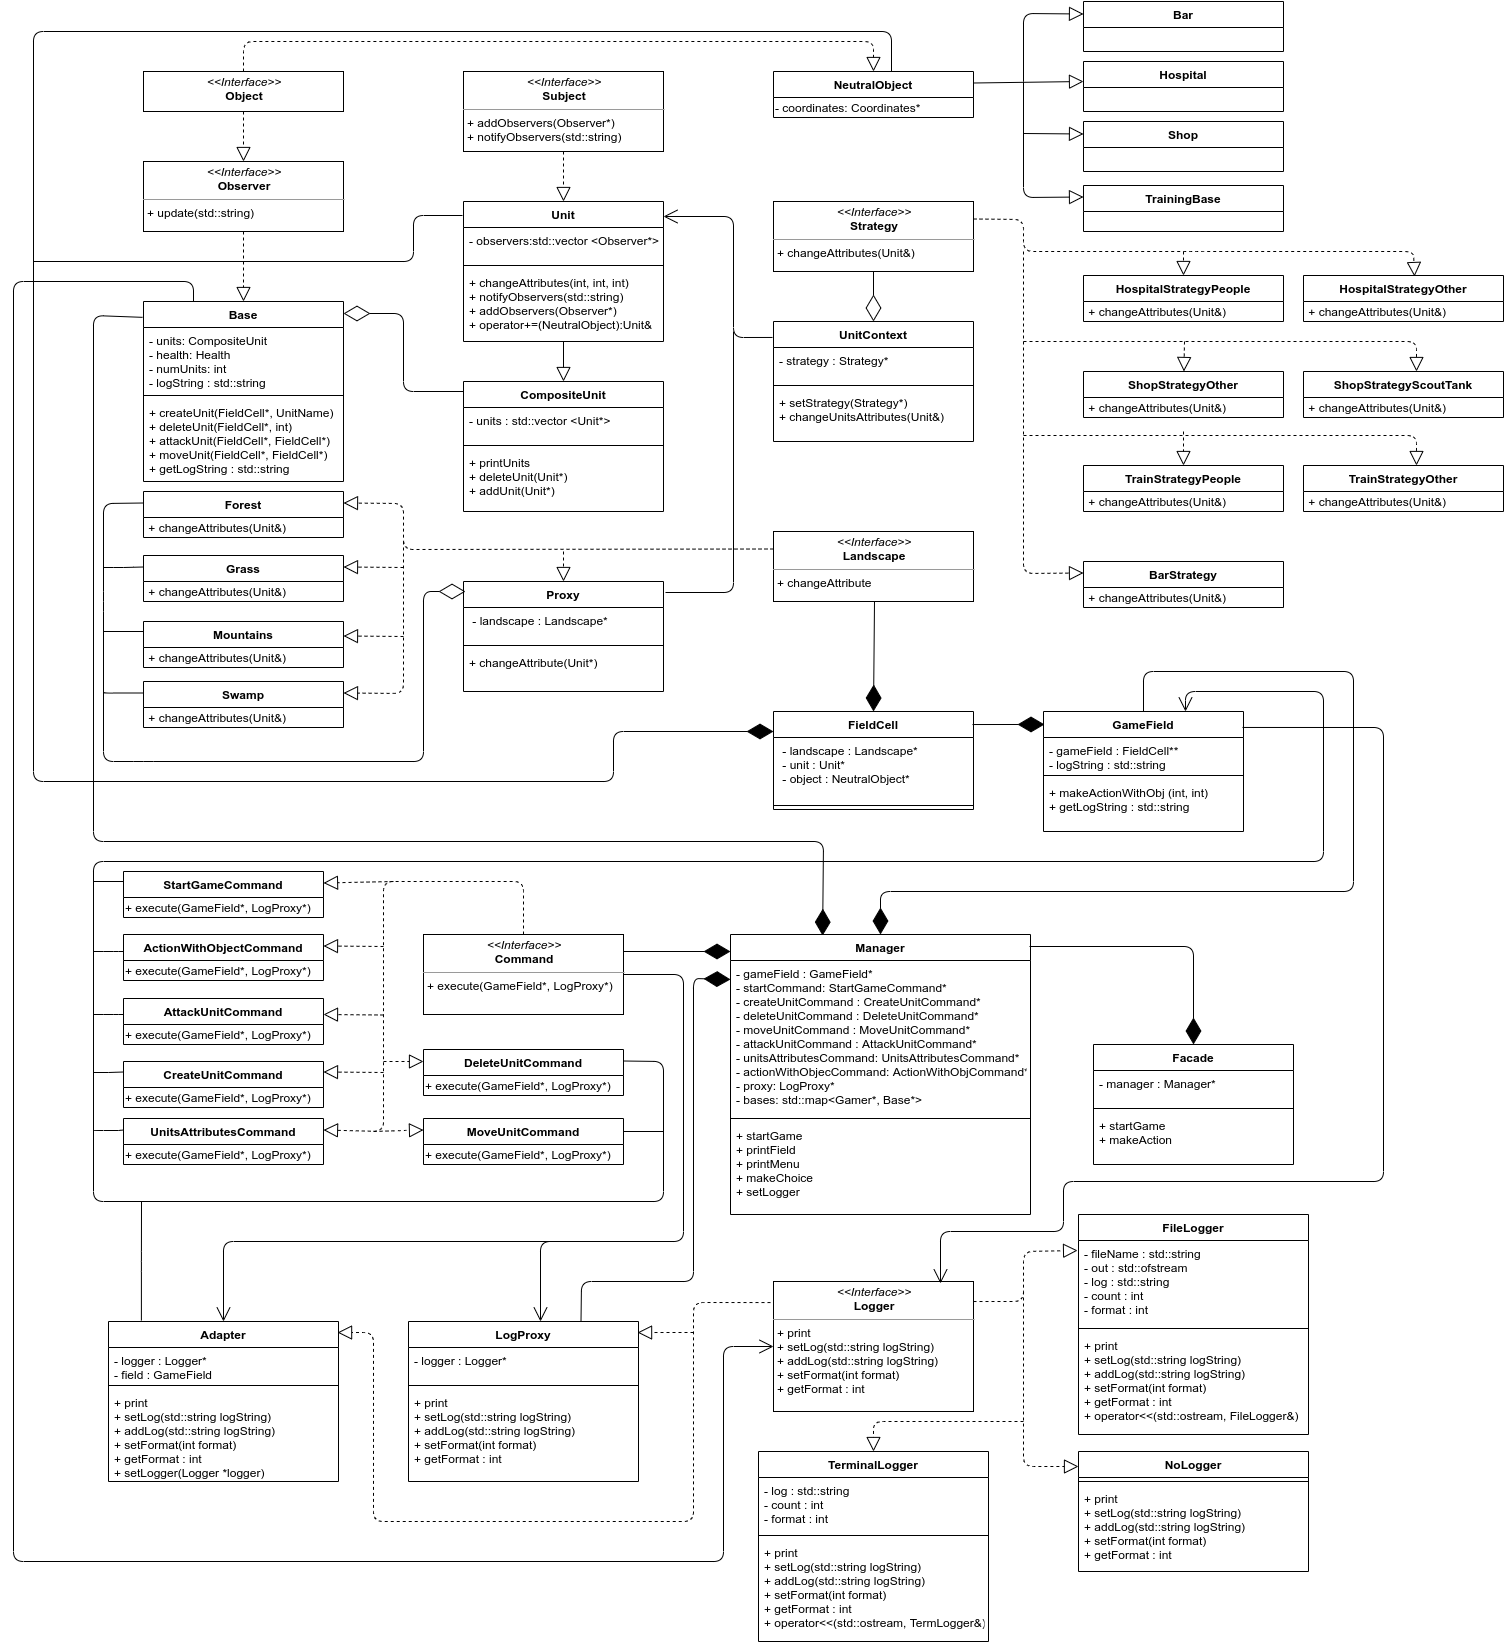 Bar
Hospital
Shop
TrainingBase
<<Interface>>
Object
<<Interface>>
Subject
+ addObservers(Observer*)
+ notifyObservers(std::string)
NeutralObject
- coordinates: Coordinates*
<<Interface>>
Observer
+ update(std::string)
Unit
- observers:std::vector <Observer*>
+ changeAttributes(int, int, int)
+ notifyObservers(std::string)
+ addObservers(Observer*)
+ operator+=(NeutralObject):Unit&
<<Interface>>
Strategy
+ changeAttributes(Unit&)
HospitalStrategyPeople
+ changeAttributes(Unit&)
HospitalStrategyOther
+ changeAttributes(Unit&)
Base
- units: CompositeUnit
- health: Health
- numUnits: int
- logString : std::string
+ createUnit(FieldCell*, UnitName)
+ deleteUnit(FieldCell*, int)
+ attackUnit(FieldCell*, FieldCell*)
+ moveUnit(FieldCell*, FieldCell*)
+ getLogString : std::string
CompositeUnit
- units : std::vector <Unit*>
+ printUnits
+ deleteUnit(Unit*)
+ addUnit(Unit*)
UnitContext
- strategy : Strategy*
+ setStrategy(Strategy*)
+ changeUnitsAttributes(Unit&)
ShopStrategyOther
+ changeAttributes(Unit&)
ShopStrategyScoutTank
+ changeAttributes(Unit&)
TrainStrategyPeople
+ changeAttributes(Unit&)
TrainStrategyOther
+ changeAttributes(Unit&)
Forest
+ changeAttributes(Unit&)
Grass
+ changeAttributes(Unit&)
Mountains
+ changeAttributes(Unit&)
Swamp
+ changeAttributes(Unit&)
Proxy
- landscape : Landscape*
+ changeAttribute(Unit*)
<<Interface>>
Landscape
+ changeAttribute
BarStrategy
+ changeAttributes(Unit&)
FieldCell
- landscape : Landscape*
- unit : Unit*
- object : NeutralObject*
GameField
- gameField : FieldCell**
- logString : std::string
+ makeActionWithObj (int, int)
+ getLogString : std::string
StartGameCommand
+ execute(GameField*, LogProxy*)
ActionWithObjectCommand
+ execute(GameField*, LogProxy*)
AttackUnitCommand
+ execute(GameField*, LogProxy*)
CreateUnitCommand
+ execute(GameField*, LogProxy*)
UnitsAttributesCommand
+ execute(GameField*, LogProxy*)
<<Interface>>
Command
+ execute(GameField*, LogProxy*)
DeleteUnitCommand
+ execute(GameField*, LogProxy*)
MoveUnitCommand
+ execute(GameField*, LogProxy*)
Manager
- gameField : GameField*
- startCommand: StartGameCommand*
- createUnitCommand : CreateUnitCommand*
- deleteUnitCommand : DeleteUnitCommand*
- moveUnitCommand : MoveUnitCommand*
- attackUnitCommand : AttackUnitCommand*
- unitsAttributesCommand: UnitsAttributesCommand*
- actionWithObjecCommand: ActionWithObjCommand*
- proxy: LogProxy*
- bases: std::map<Gamer*, Base*>
+ startGame
+ printField
+ printMenu
+ makeChoice
+ setLogger
Facade
- manager : Manager*
+ startGame
+ makeAction
Adapter
- logger : Logger*
- field : GameField
+ print
+ setLog(std::string logString)
+ addLog(std::string logString)
+ setFormat(int format)
+ getFormat : int
+ setLogger(Logger *logger)
LogProxy
- logger : Logger*
+ print
+ setLog(std::string logString)
+ addLog(std::string logString)
+ setFormat(int format)
+ getFormat : int
<<Interface>>
Logger
+ print
+ setLog(std::string logString)
+ addLog(std::string logString)
+ setFormat(int format)
+ getFormat : int
FileLogger
- fileName : std::string
- out : std::ofstream
- log : std::string
- count : int
- format : int
+ print
+ setLog(std::string logString)
+ addLog(std::string logString)
+ setFormat(int format)
+ getFormat : int
+ operator<<(std::ostream, FileLogger&)
TerminalLogger
- log : std::string
- count : int
- format : int
+ print
+ setLog(std::string logString)
+ addLog(std::string logString)
+ setFormat(int format)
+ getFormat : int
+ operator<<(std::ostream, TermLogger&)
NoLogger
+ print
+ setLog(std::string logString)
+ addLog(std::string logString)
+ setFormat(int format)
+ getFormat : int